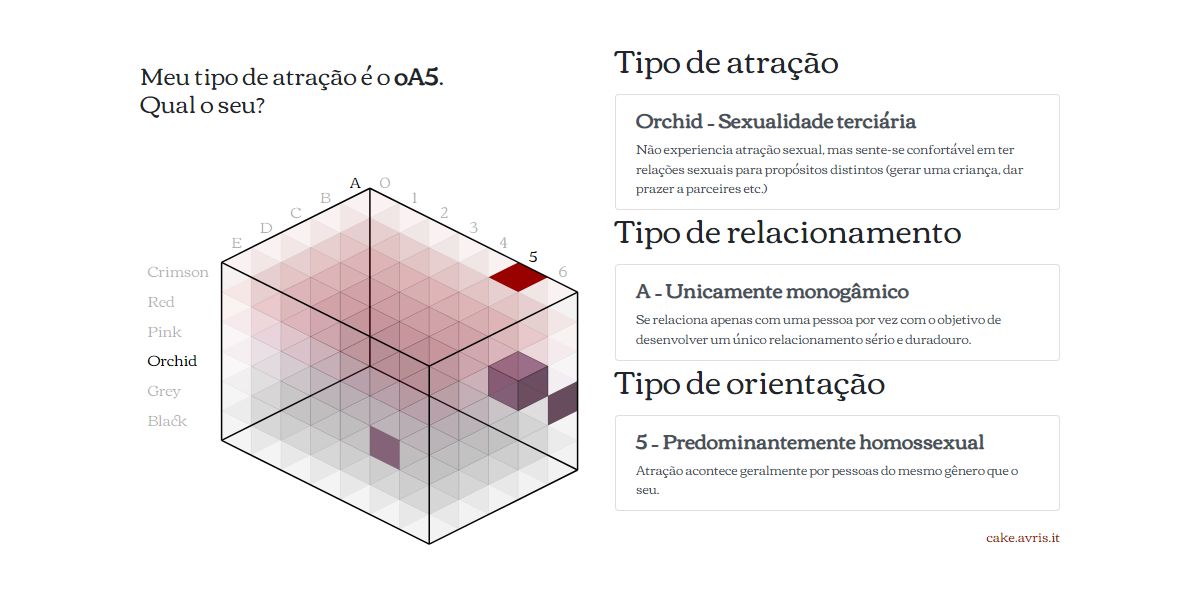 Meu tipo de atração é o oA5.
Qual o seu?
A 0
B 1
C 2
D 3
E 4
5
6
Crimson
Red
Pink
Orchid
Grey
Black
Tipo de atração
Orchid - Sexualidade terciária
Não experiencia atração sexual, mas sente-se confortável em ter
relações sexuais para propósitos distintos (gerar uma criança, dar
prazer a parceires etc.)
Tipo de relacionamento
A - Unicamente monogâmico
Se relaciona apenas com uma pessoa por vez com o objetivo de
desenvolver um único relacionamento sério e duradouro.
Tipo de orientação
5 - Predominantemente homossexual
Atração acontece geralmente por pessoas do mesmo gênero que o
seu.
cake.avris.it